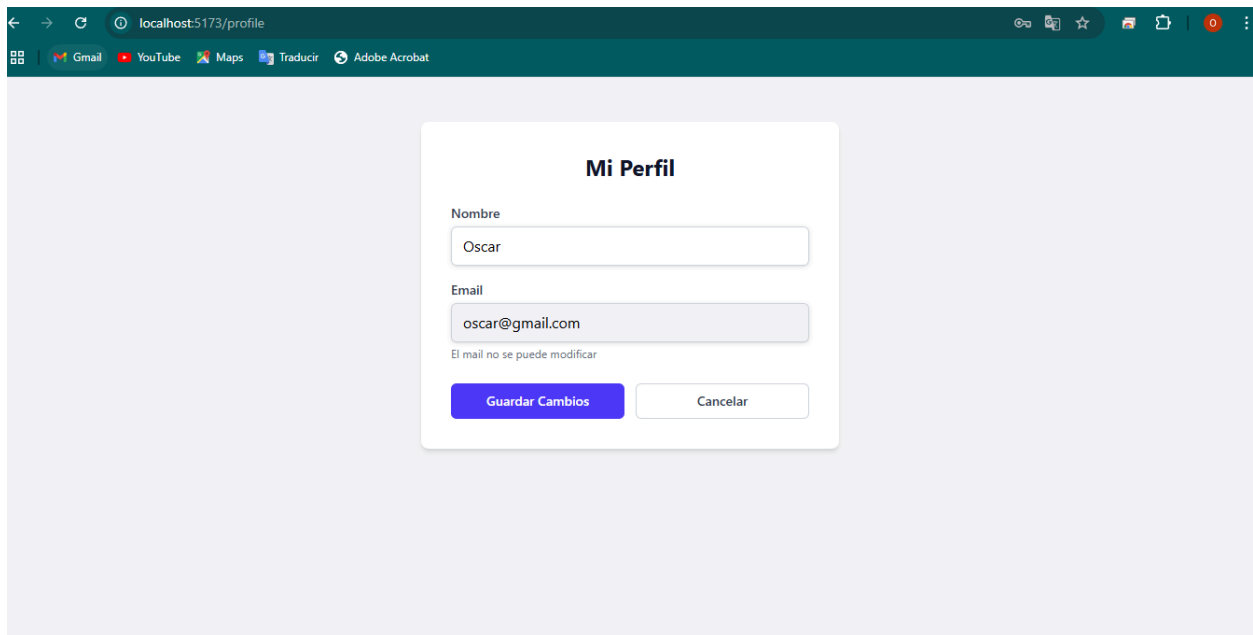 localhost:5173/profile
O
Gmail YouTube Maps Traducir Adobe Acrobat
Mi Perfil
Nombre
Oscar
Email
oscar@gmail.com
El mail no se puede modificar
Guardar Cambios Cancelar